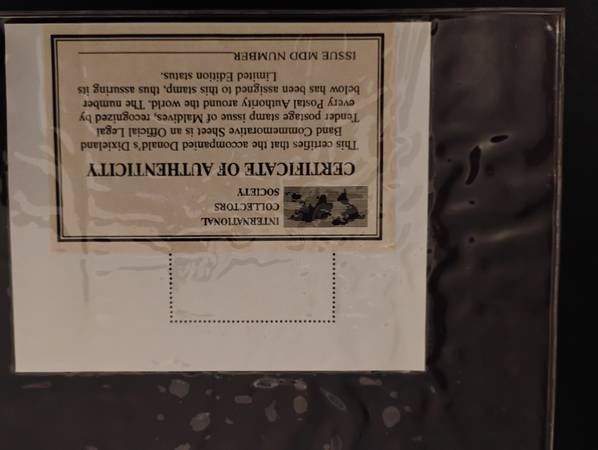 INTERNATIONAL
COLLECTORS
SOCIETY
CERTIFICATE OF AUTHENTICITY
This certifies that the accompanied Donald's Dixieland
Band Commemorative Sheet is an Official Legal
Tender postage stamp issue of Maldives, recognized by
every Postal Authority around the world. The number
below has been assigned to this stamp, thus assuring its
Limited Edition status.
ISSUE MDD NUMBER